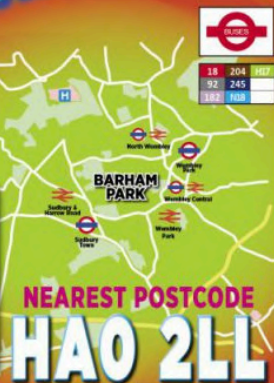 BUSES
18 204 H17
92 245
182 N18
H
North Wembley
Wembley
Park
BARHAM
PARK
Wembley Central
Sudbury &
Harrow Road
Wembley
Park
Sudbury
Town
NEAREST POSTCODE
HA0 2LL